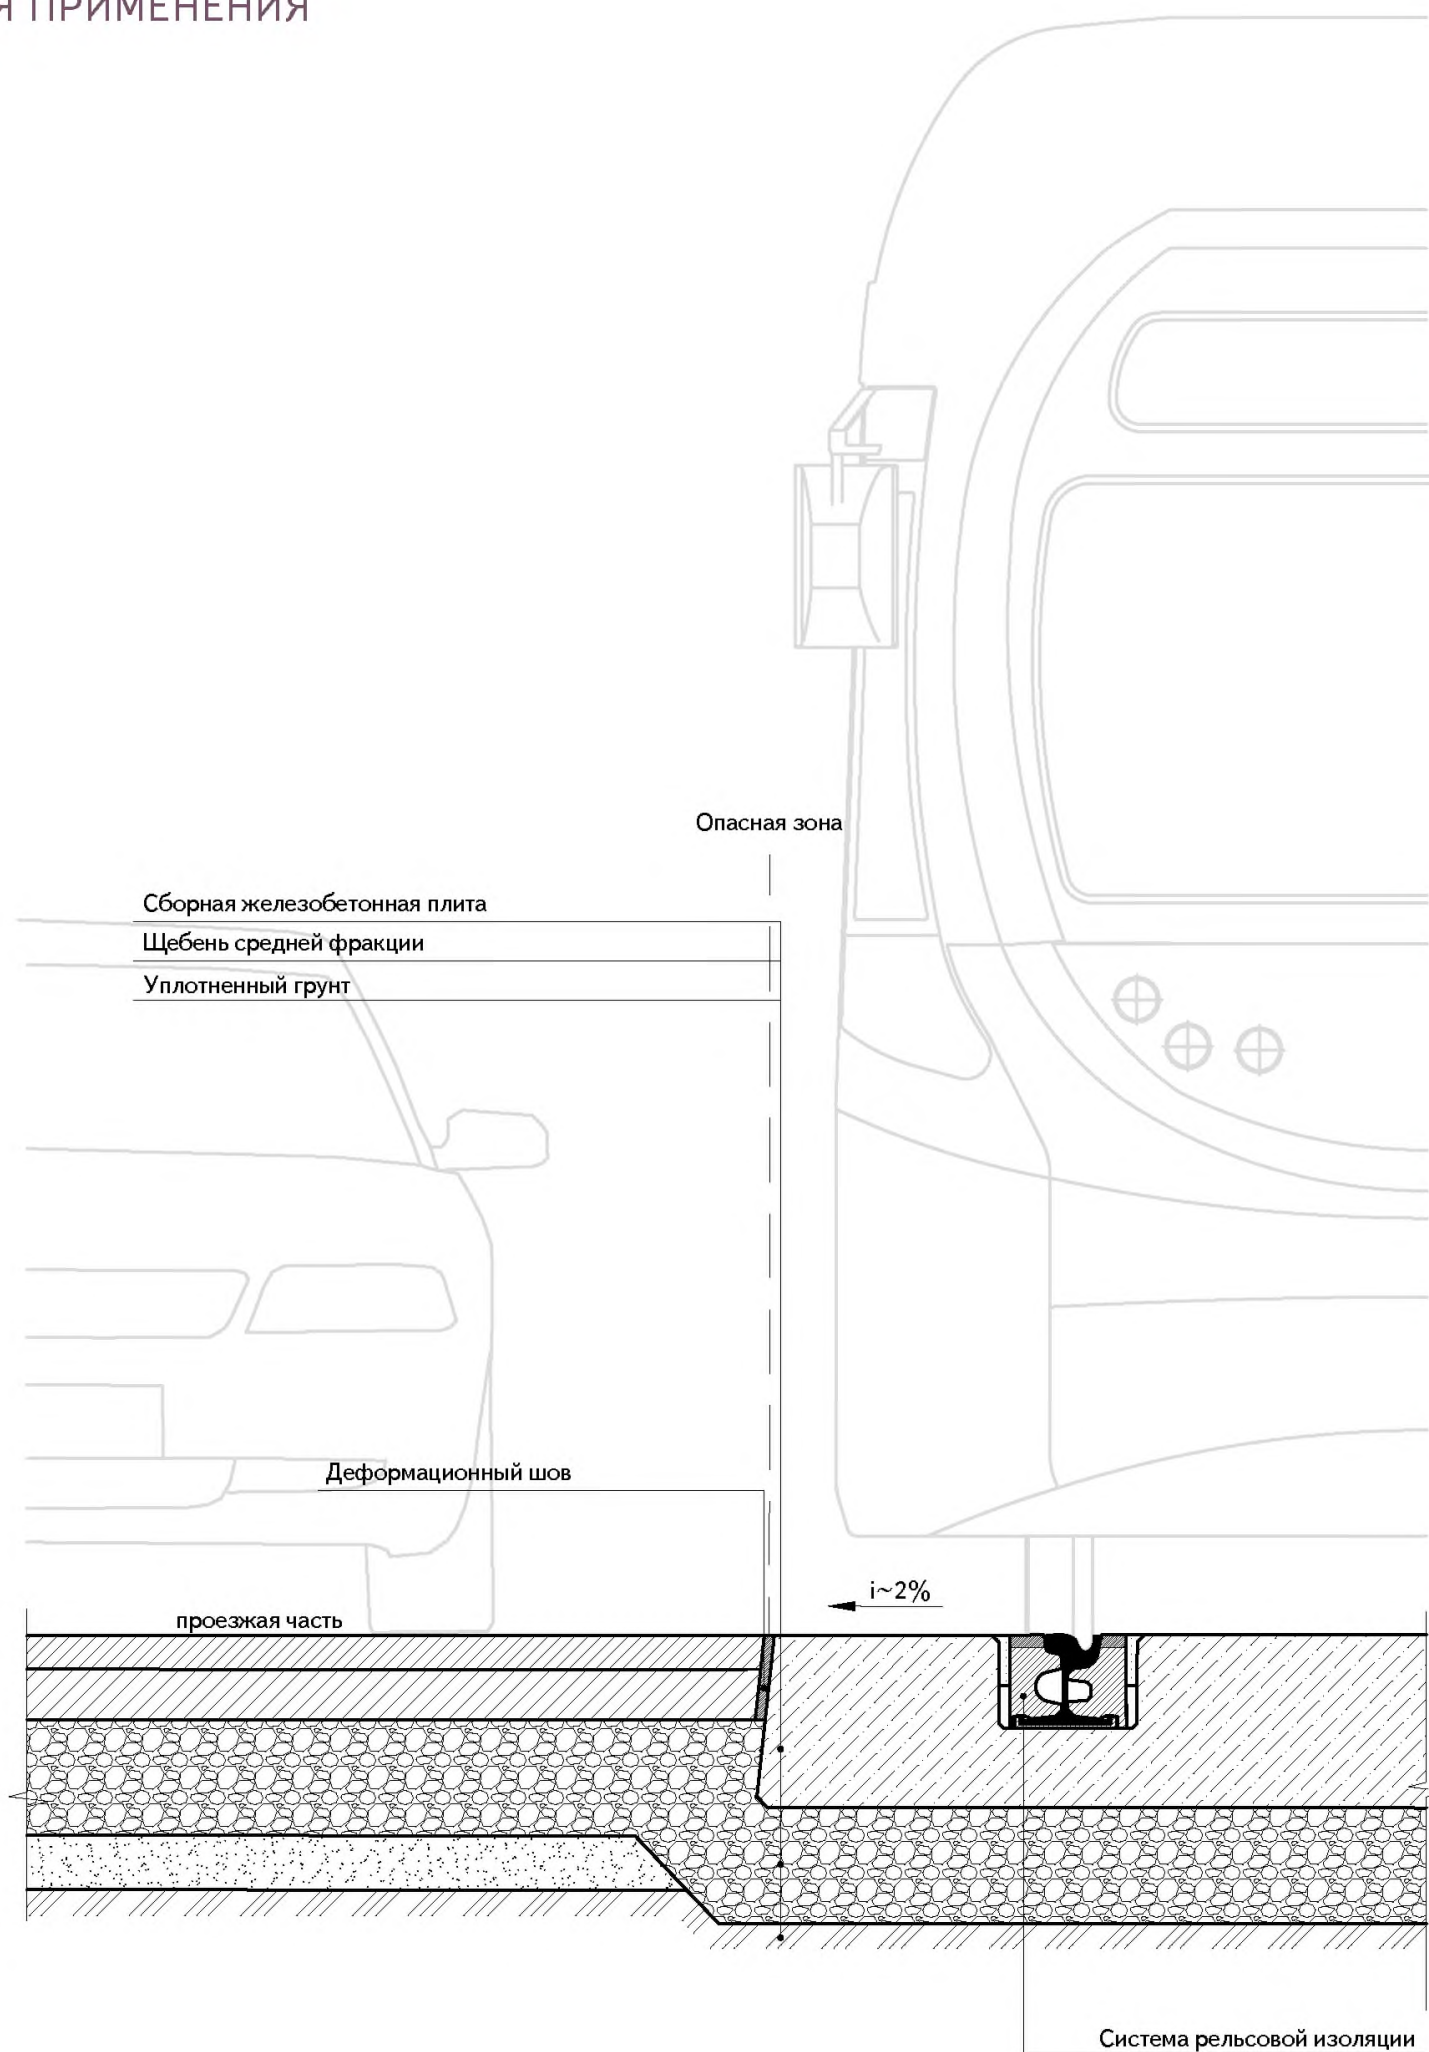 Я ПРИМЕНЕНИЯ
Опасная зона
Сборная железобетонная плита
Щебень средней фракции
Уплотненный грунт
Деформационный шов
i~2%
проезжая часть
Система рельсовой изоляции